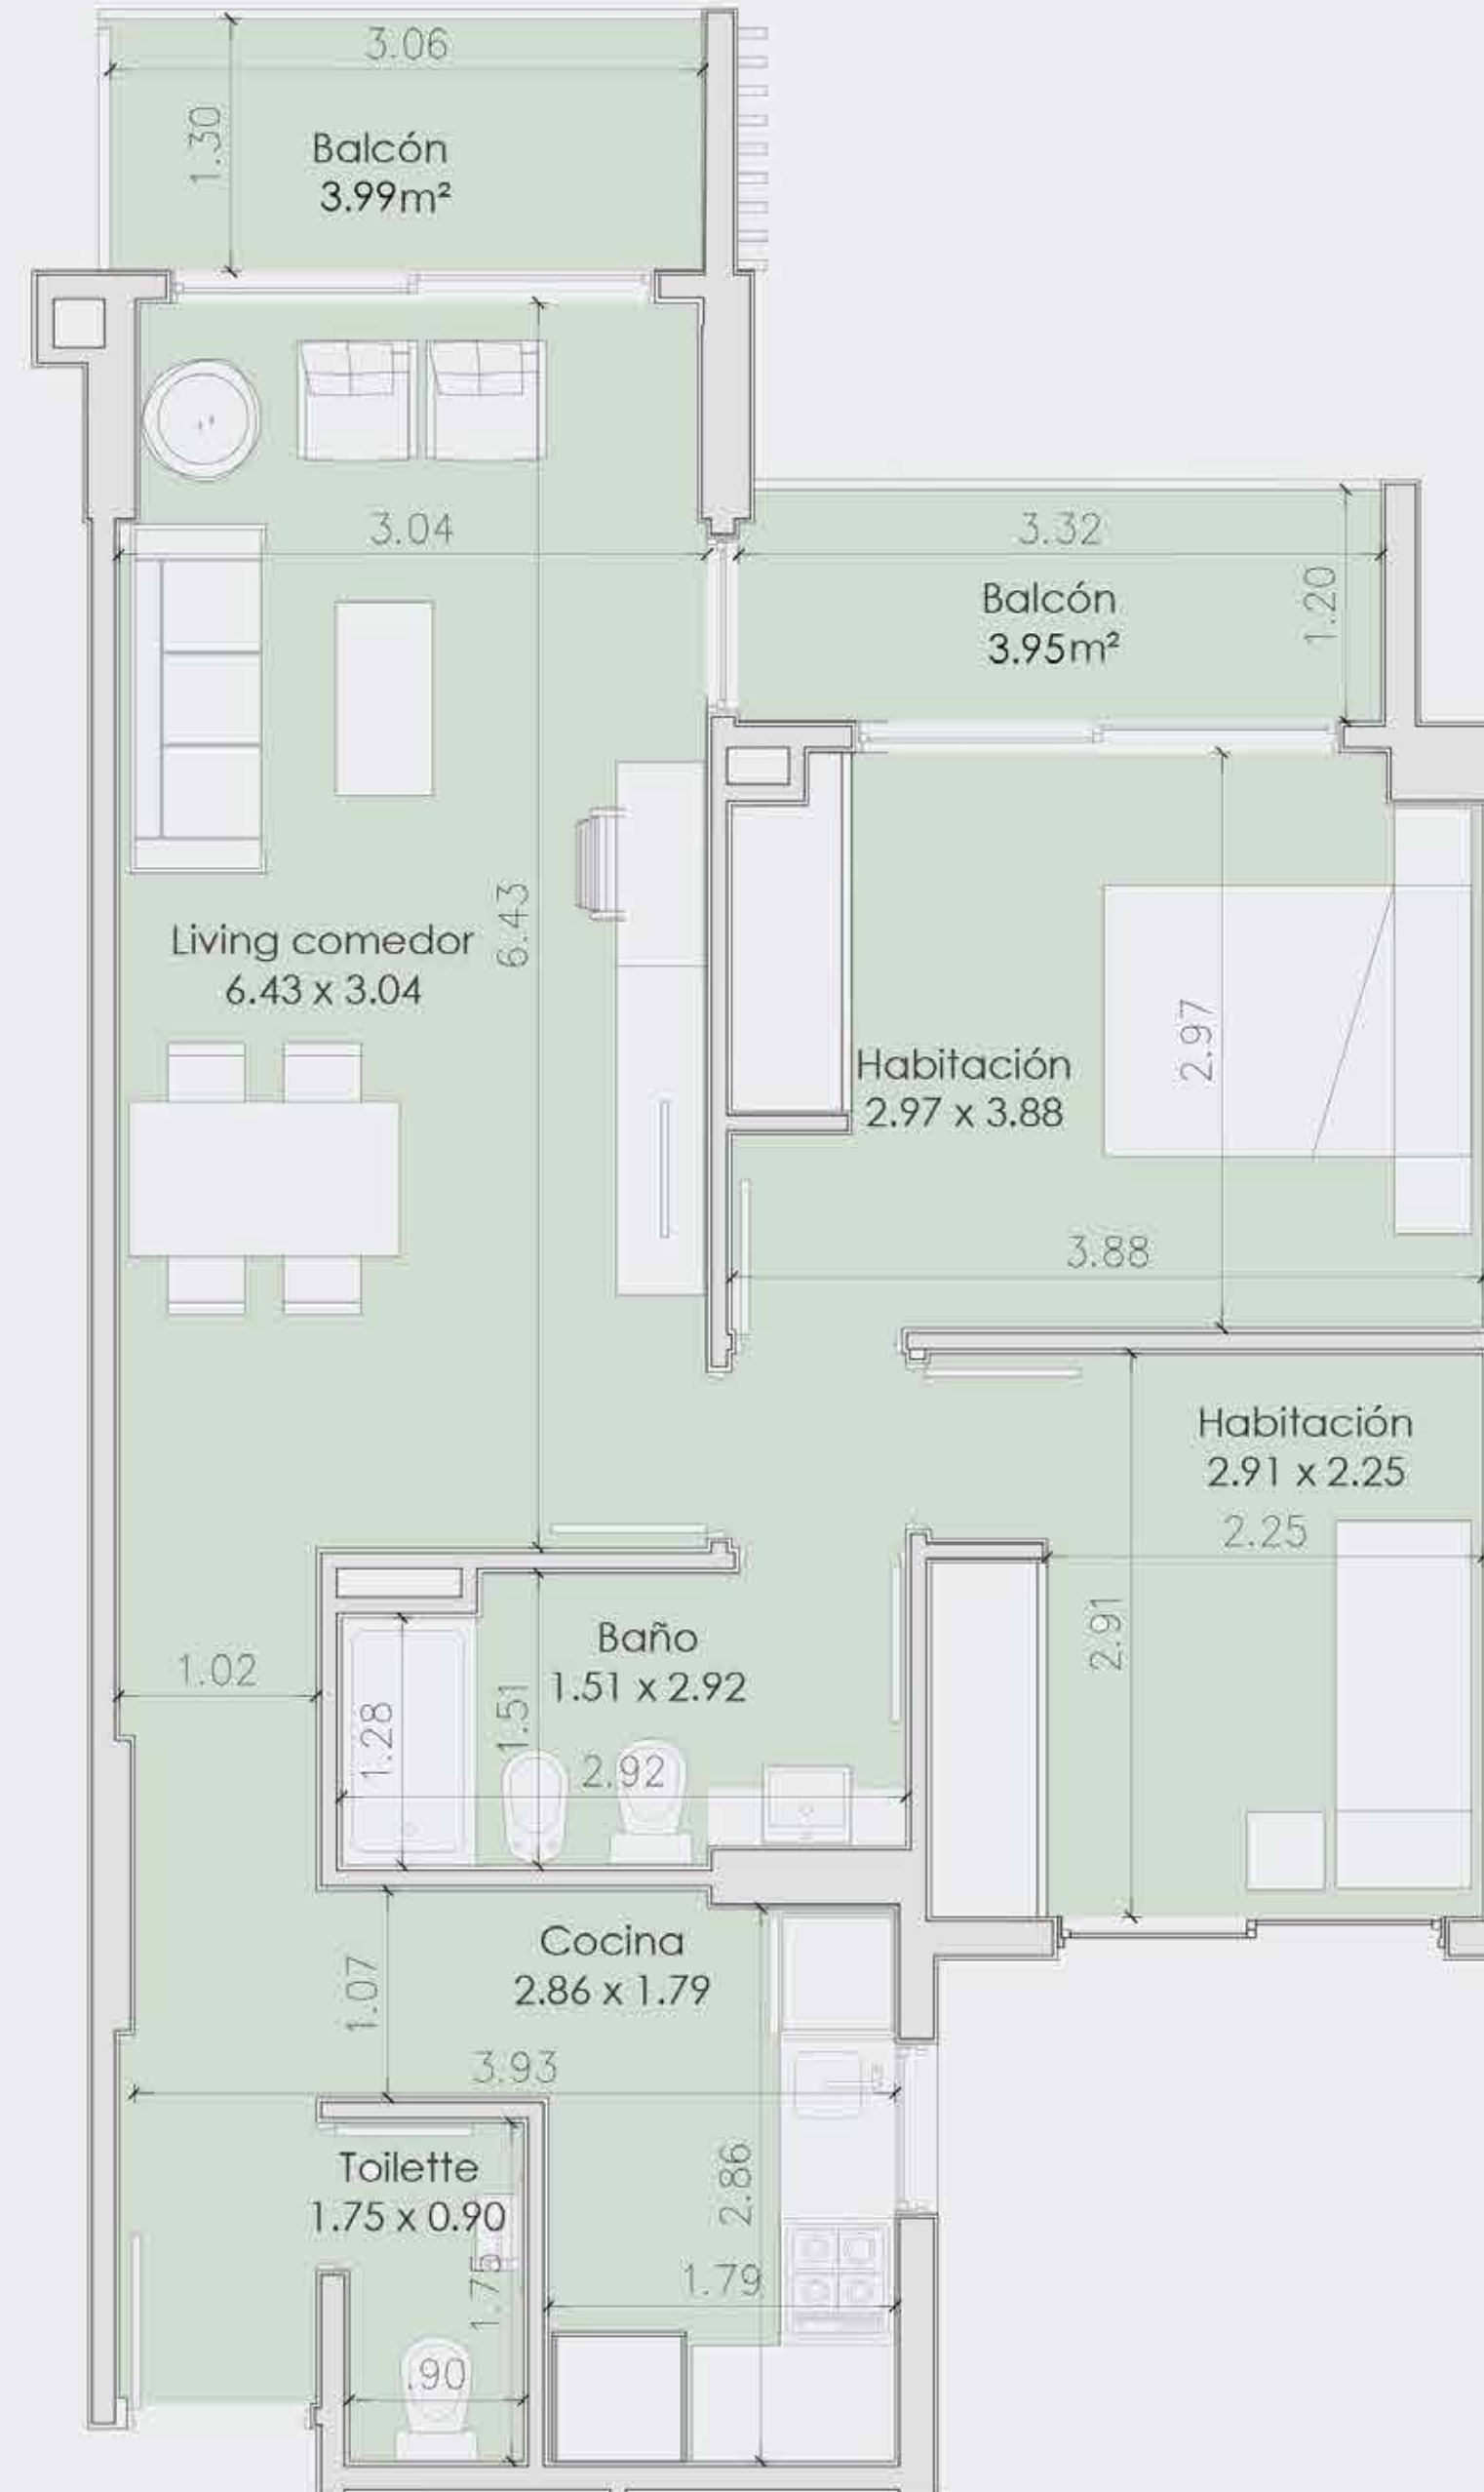 3.06
1.30
Balcón
3.99m²
3.04
3.32
Balcón
3.95m²
1.20
6.43
Living comedor
6.43 x 3.04
2.97
Habitación
2.97 x 3.88
3.88
Habitación
2.91 x 2.25
2.25
2.91
Baño
1.51 x 2.92
1.02
1.28
1.51
2.92
Cocina
2.86 x 1.79
1.07
3.93
Toilette
1.75 x 0.90
2.86
1.75
1.79
.90